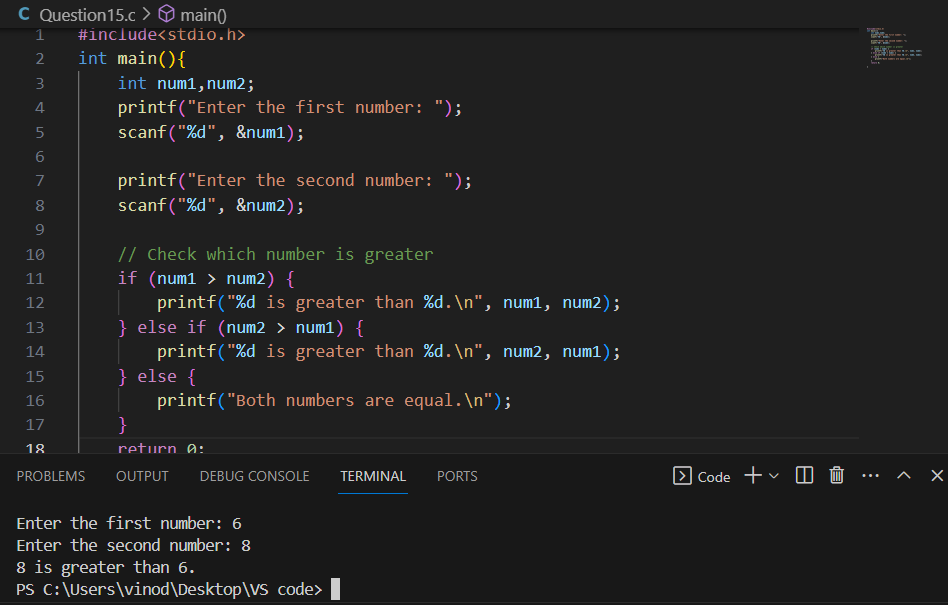 C Question15.c > main()
1 #include<stdio.h>
2 int main(){
3 int num1,num2;
4 printf("Enter the first number: ");
5 scanf("%d", &num1);
6
7 printf("Enter the second number: ");
8 scanf("%d", &num2);
9
10 // Check which number is greater
11 if (num1 > num2) {
12 printf("%d is greater than %d.\n", num1, num2);
13 } else if (num2 > num1) {
14 printf("%d is greater than %d.\n", num2, num1);
15 } else {
16 printf("Both numbers are equal.\n");
17 }
18 return 0;
PROBLEMS OUTPUT DEBUG CONSOLE TERMINAL PORTS Code
Enter the first number: 6
Enter the second number: 8
8 is greater than 6.
PS C:\Users\vinod\Desktop\VS code>